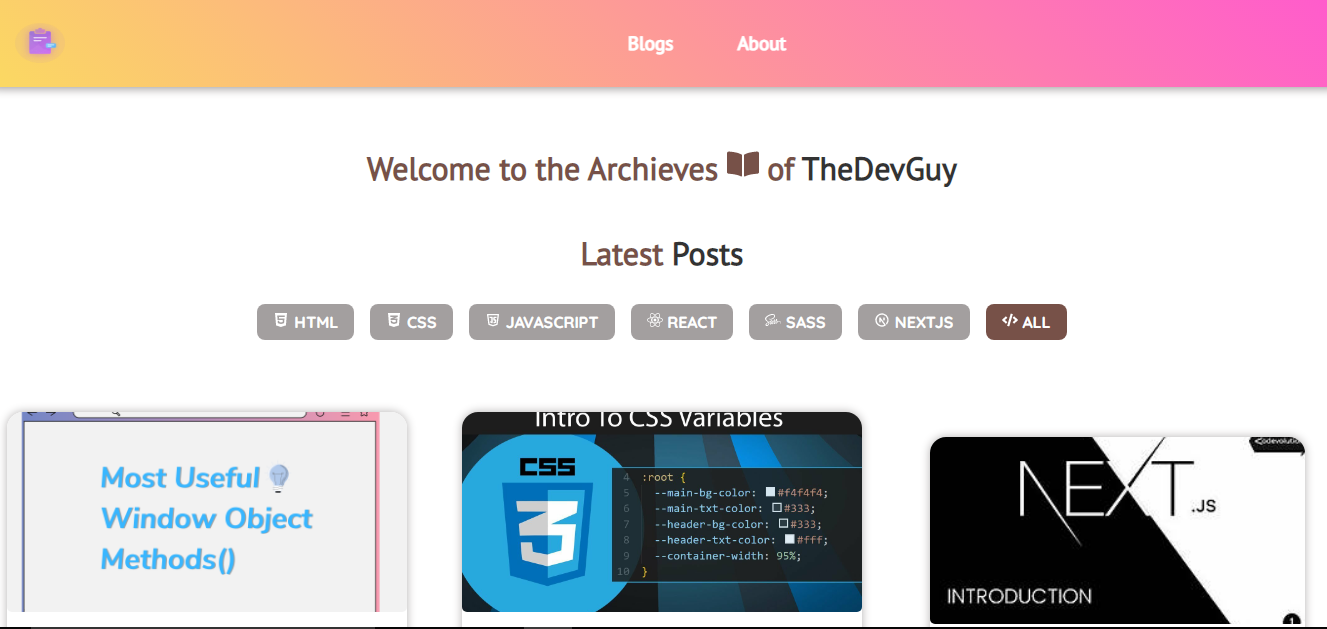 Blogs About
Welcome to the Archieves of TheDevGuy
Latest Posts
HTML CSS JAVASCRIPT REACT SASS NEXTJS ALL
Most Useful
Window Object
Methods()
Intro To CSS Variables
CSS
4 :root {
5 --main-bg-color: #f4f4f4;
6 --main-txt-color: #333;
7 --header-bg-color: #333;
8 --header-txt-color: #fff;
9 --container-width: 95%;
10 }
Codevolution
NEXT.JS
INTRODUCTION
1